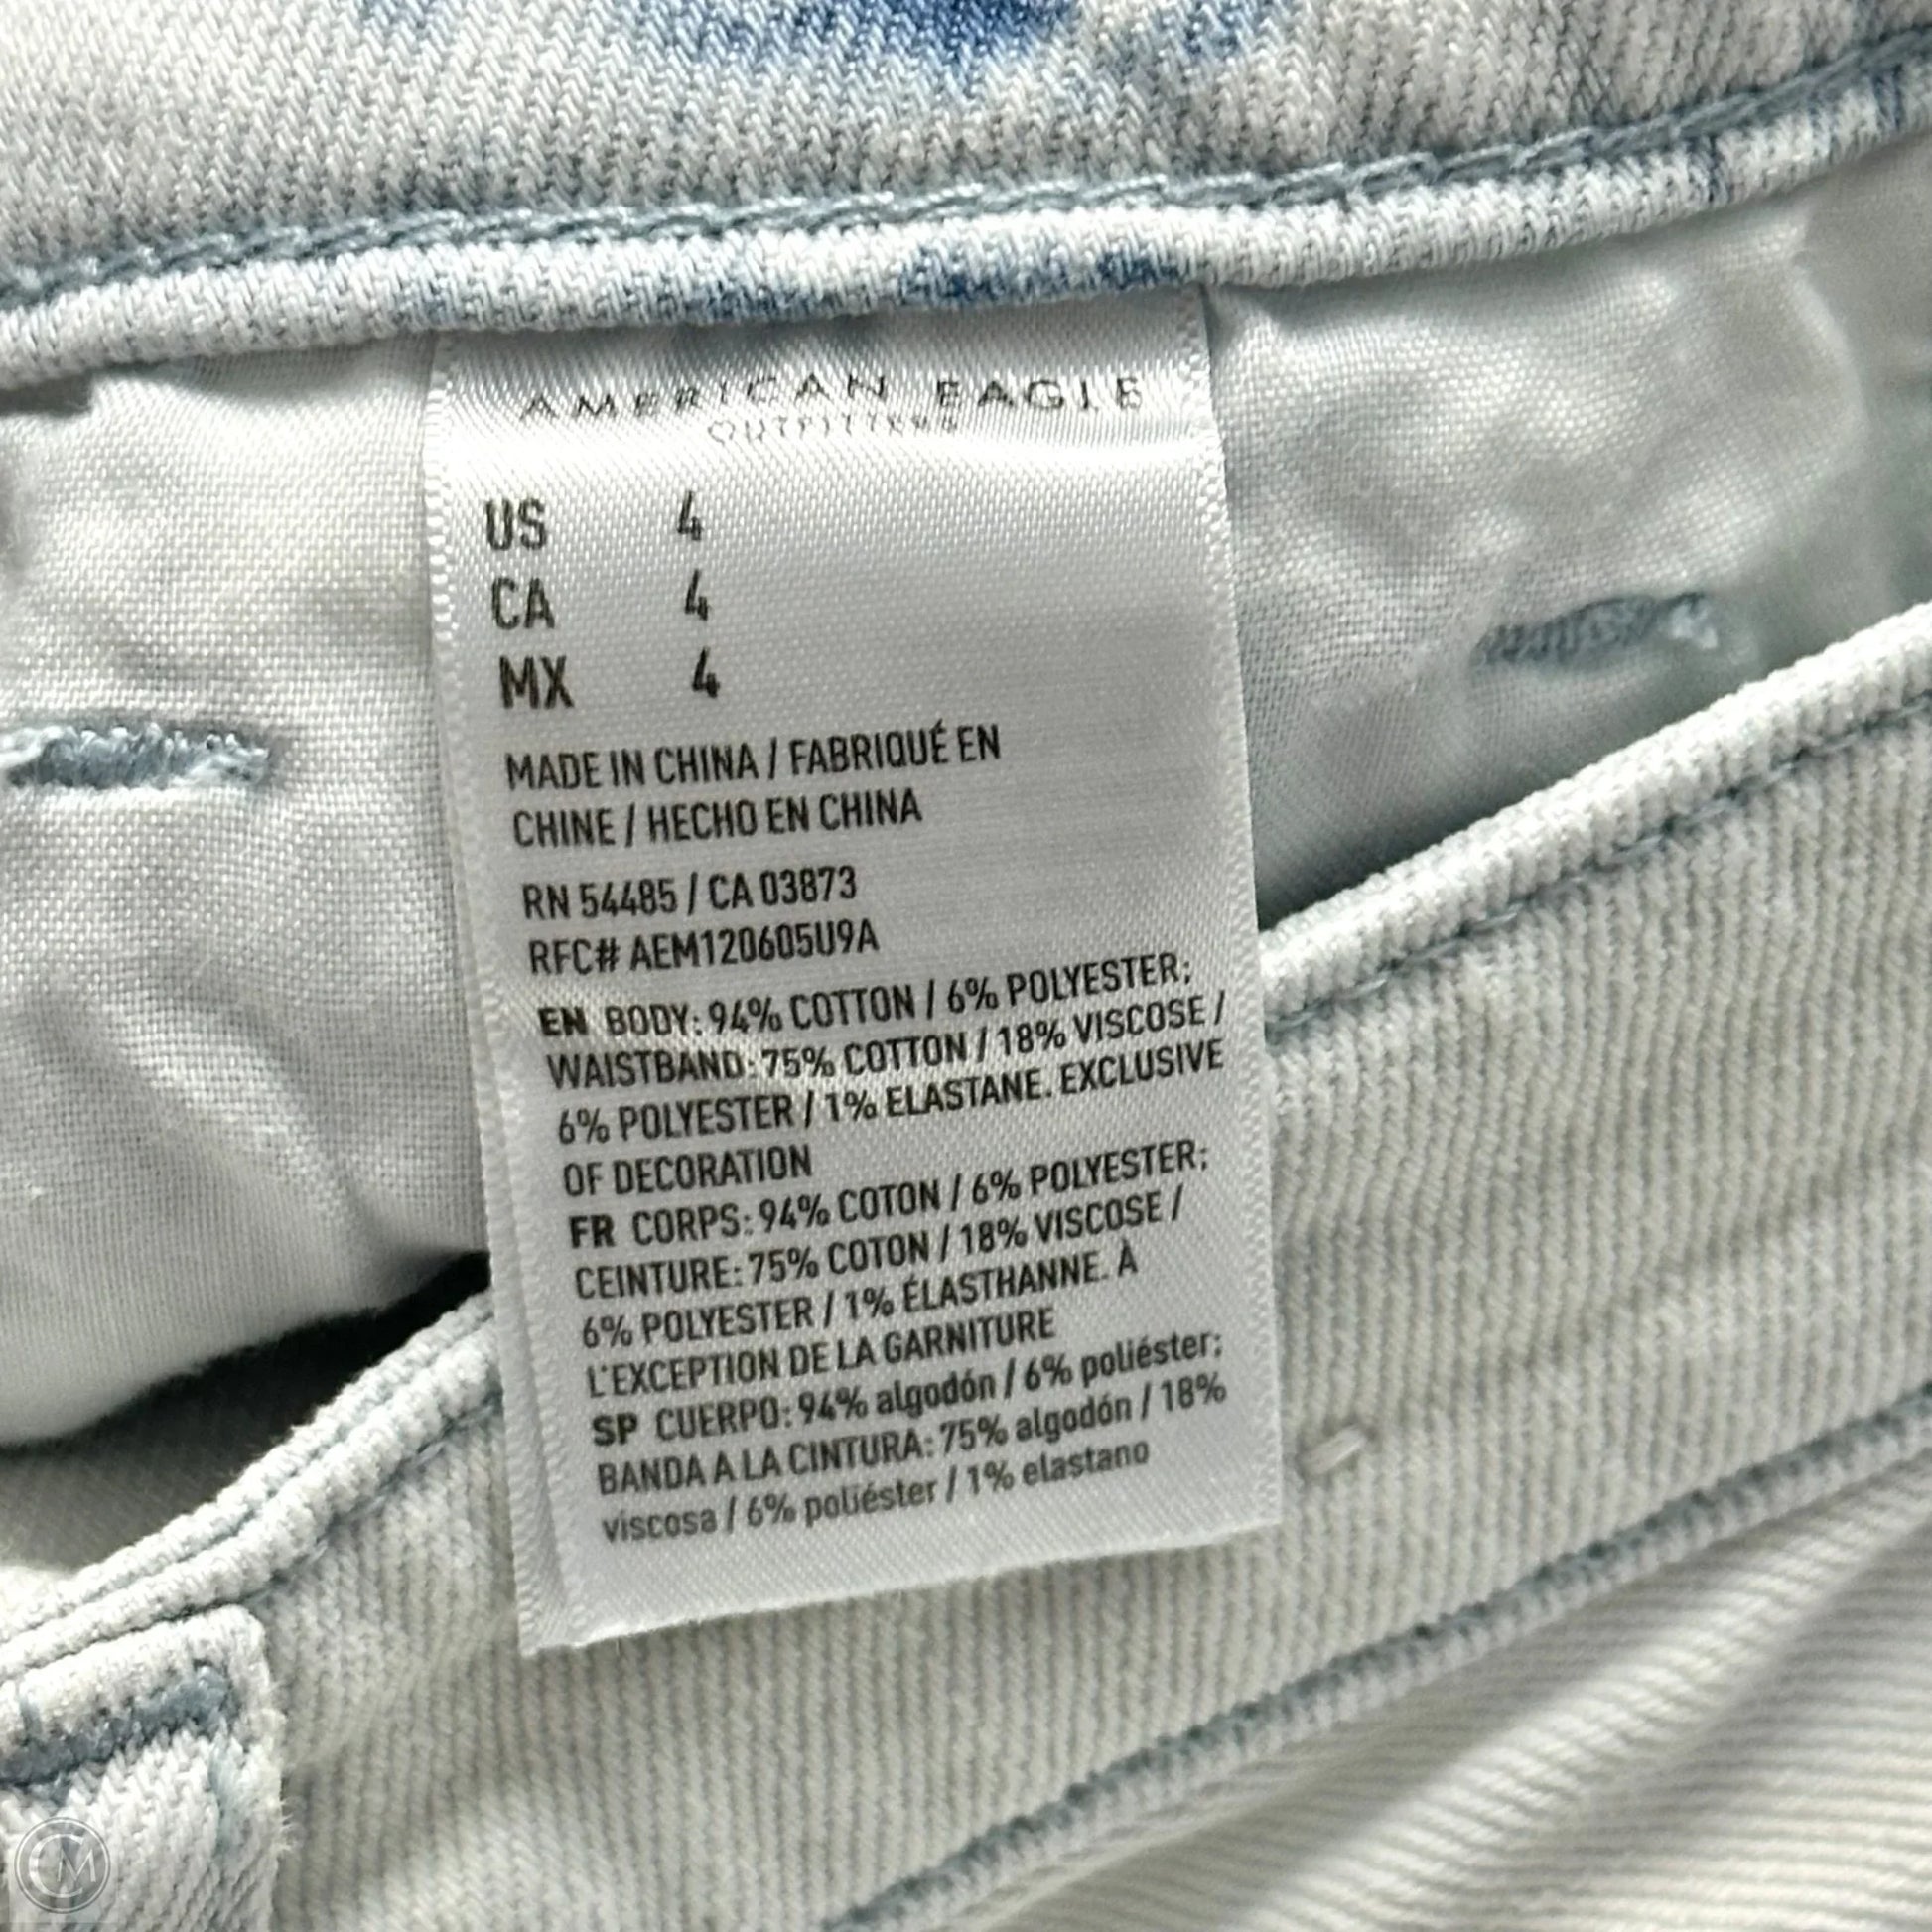 AMERICAN EAGLE
OUTFITTERS
US 4
CA 4
MX 4
MADE IN CHINA / FABRIQUÉ EN
CHINE / HECHO EN CHINA
RN 54485 / CA 03873
RFC# AEM120605U9A
EN BODY: 94% COTTON / 6% POLYESTER;
WAISTBAND: 75% COTTON / 18% VISCOSE /
6% POLYESTER / 1% ELASTANE. EXCLUSIVE
OF DECORATION
FR CORPS: 94% COTON / 6% POLYESTER;
CEINTURE: 75% COTON / 18% VISCOSE /
6% POLYESTER / 1% ÉLASTHANNE. À
L'EXCEPTION DE LA GARNITURE
SP CUERPO: 94% algodón / 6% poliéster;
BANDA A LA CINTURA: 75% algodón / 18%
viscosa / 6% poliéster / 1% elastano